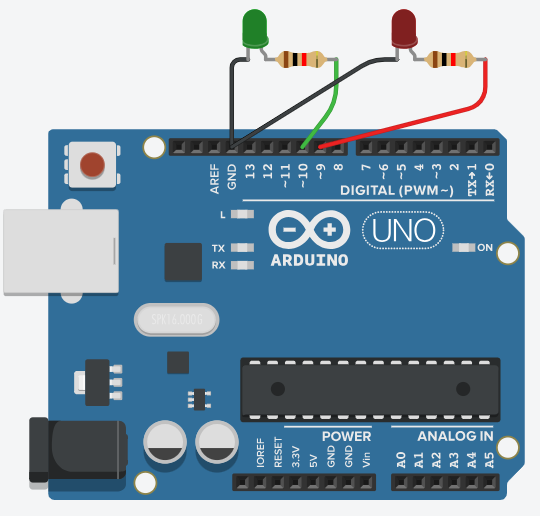 AREF
GND
13
12
~11
~10
~9
8
7
~6
~5
4
~3
2
TX→1
RX←0
DIGITAL (PWM~)
L
TX
RX
UNO
ARDUINO
ON
SPK16.000G
POWER
ANALOG IN
IOREF
RESET
3.3V
5V
GND
GND
Vin
A0
A1
A2
A3
A4
A5